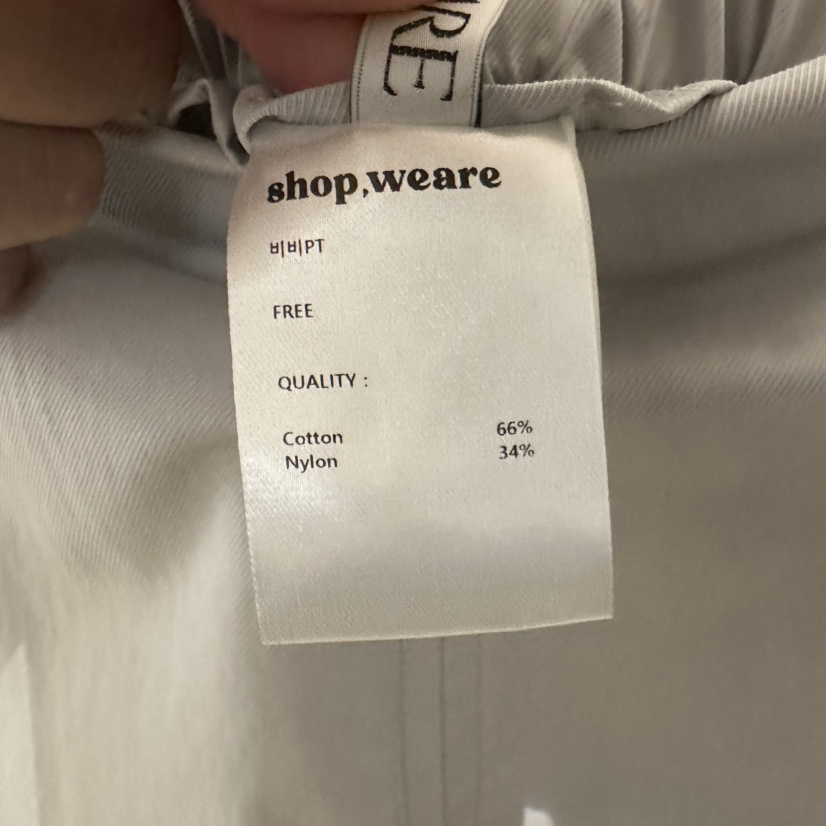 shop,weare
비비PT
FREE
QUALITY :
Cotton 66%
Nylon 34%